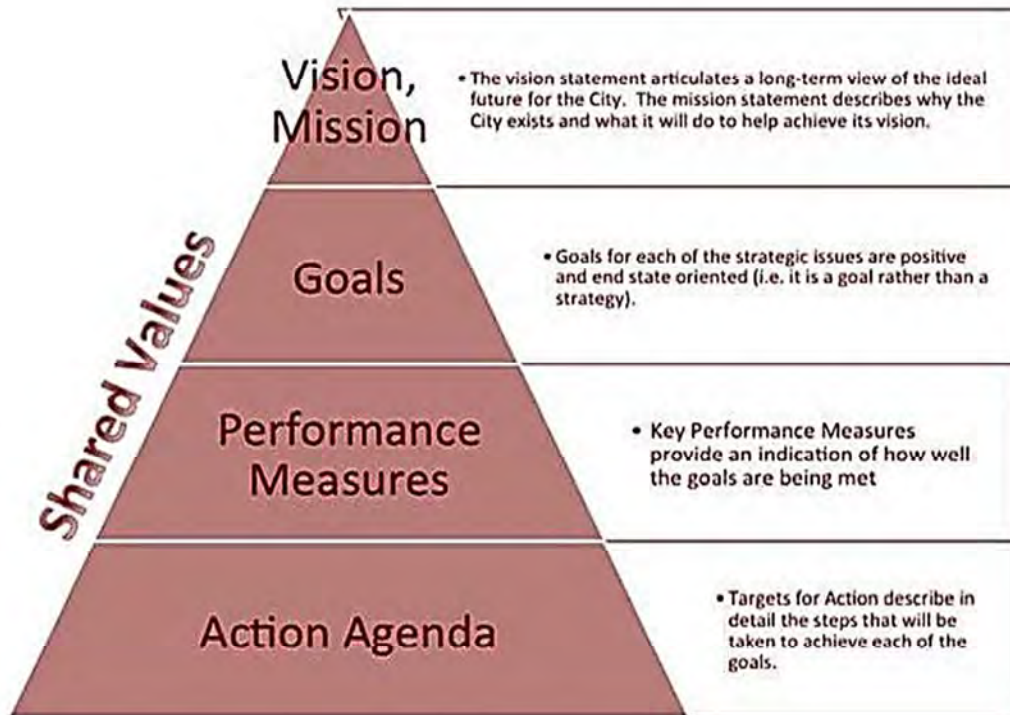 Vision,
Mission
• The vision statement articulates a long-term view of the ideal
future for the City. The mission statement describes why the
City exists and what it will do to help achieve its vision.
Shared Values
Goals
• Goals for each of the strategic issues are positive
and end state oriented (i.e. it is a goal rather than a
strategy).
Performance
Measures
• Key Performance Measures
provide an indication of how well
the goals are being met
Action Agenda
• Targets for Action describe in
detail the steps that will be
taken to achieve each of the
goals.